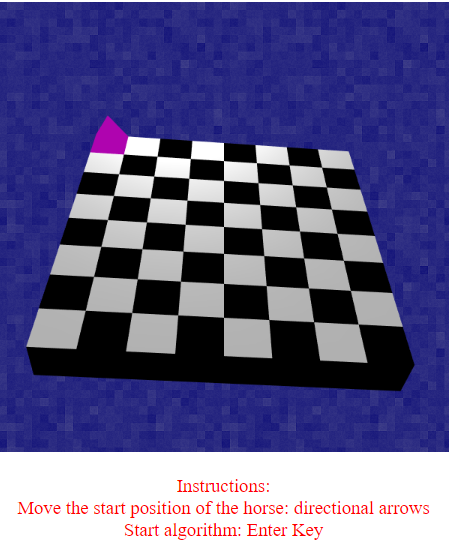 Instructions:
Move the start position of the horse: directional arrows
Start algorithm: Enter Key